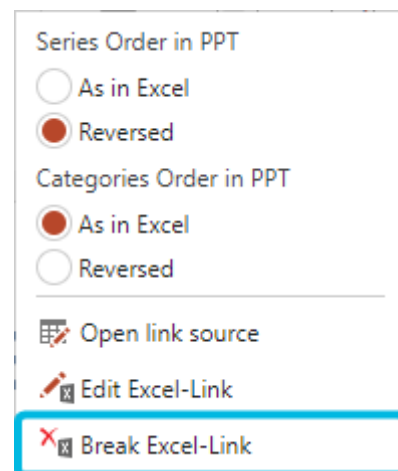 Series Order in PPT
As in Excel
Reversed
Categories Order in PPT
As in Excel
Reversed
Open link source
Edit Excel-Link
Break Excel-Link